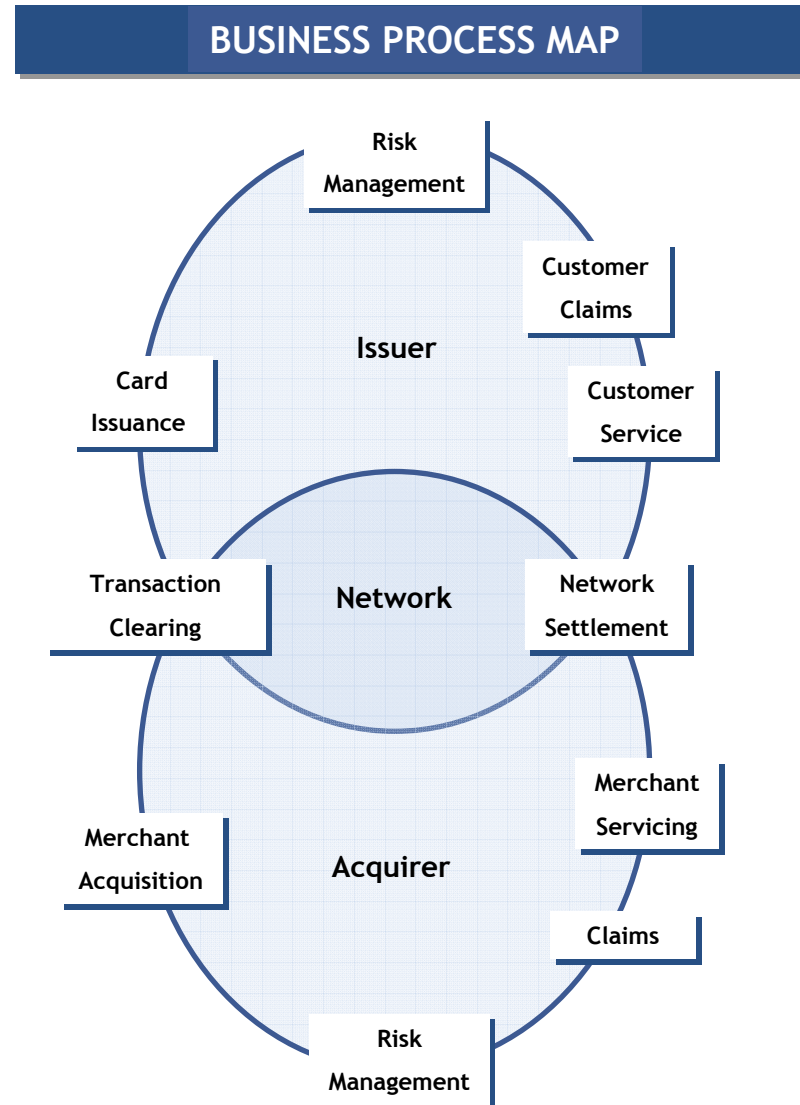 BUSINESS PROCESS MAP
Risk
Management
Customer
Claims
Issuer
Card
Issuance
Customer
Service
Transaction
Clearing
Network
Network
Settlement
Merchant
Servicing
Merchant
Acquisition
Acquirer
Claims
Risk
Management